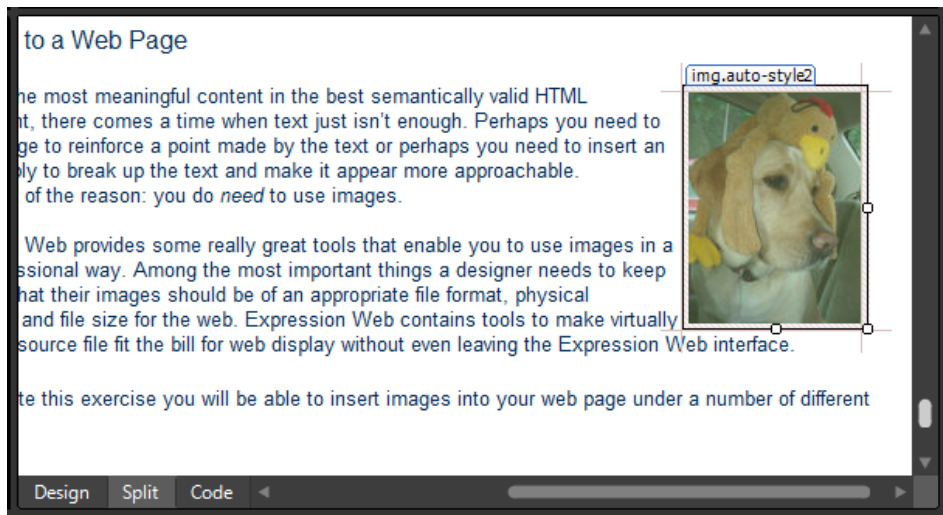 to a Web Page
img.auto-style2
he most meaningful content in the best semantically valid HTML
nt, there comes a time when text just isn't enough. Perhaps you need to
ge to reinforce a point made by the text or perhaps you need to insert an
ply to break up the text and make it appear more approachable.
of the reason: you do need to use images.
Web provides some really great tools that enable you to use images in a
ssional way. Among the most important things a designer needs to keep
hat their images should be of an appropriate file format, physical
and file size for the web. Expression Web contains tools to make virtually
source file fit the bill for web display without even leaving the Expression Web interface.
te this exercise you will be able to insert images into your web page under a number of different
Design Split Code